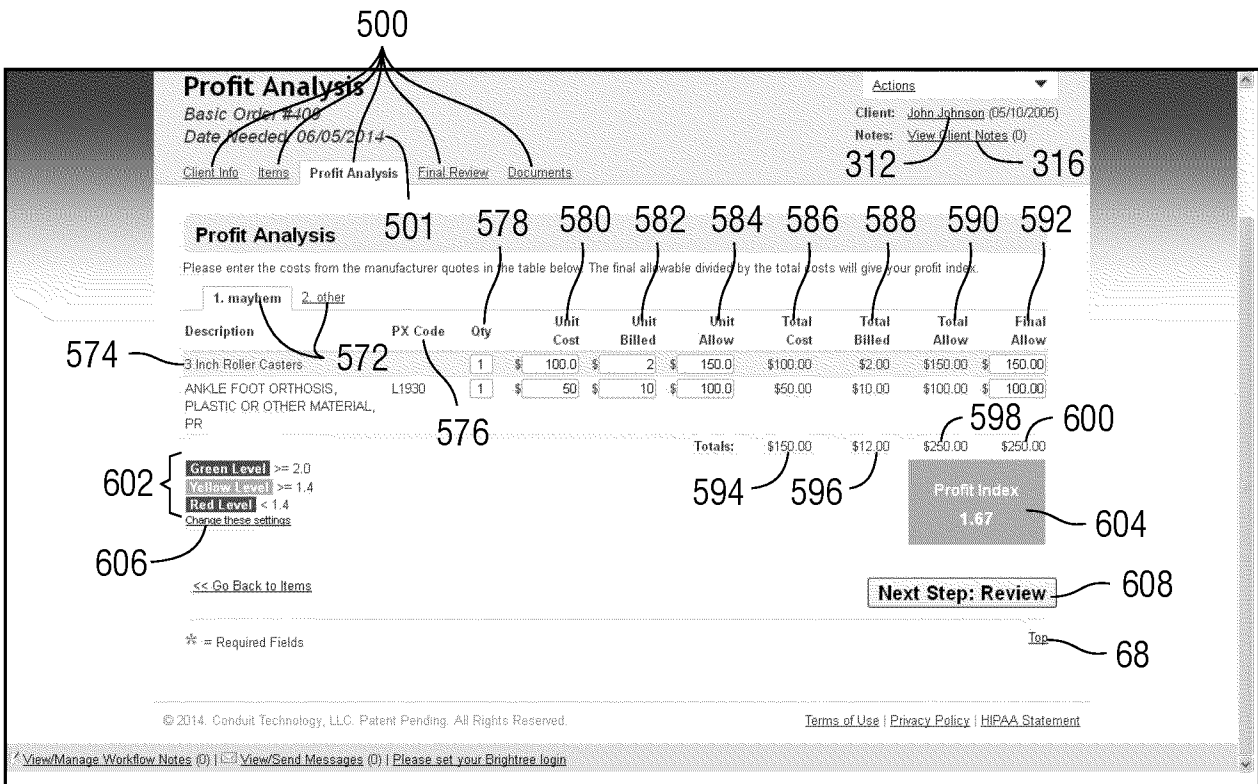 500
Profit Analysis
Basic Order #409
Date Needed: 06/05/2014
Actions
Client: John Johnson (05/10/2005)
Notes: View Client Notes (0)
312 316
Client Info Items Profit Analysis Final Review Documents
501 578 580 582 584 586 588 590 592
Profit Analysis
Please enter the costs from the manufacturer quotes in the table below. The final allowable divided by the total costs will give your profit index.
1. mayhem 2. other
Description PX Code Qty Unit Cost Unit Billed Unit Allow Total Cost Total Billed Total Allow Final Allow
574 572
3 Inch Roller Casters 1 $ 100.0 $ 2 $ 150.0 $100.00 $2.00 $150.00 $ 150.00
ANKLE FOOT ORTHOSIS, L1930 1 $ 50 $ 10 $ 100.0 $50.00 $10.00 $100.00 $ 100.00
PLASTIC OR OTHER MATERIAL,
PR
576 598 600
Totals: $150.00 $12.00 $250.00 $250.00
602
Green Level >= 2.0
Yellow Level >= 1.4
Red Level < 1.4
Change these settings
594 596
Profit Index
1.67
604
606
<< Go Back to Items
Next Step: Review
608
* = Required Fields
Top
68
© 2014. Conduit Technology, LLC. Patent Pending. All Rights Reserved.
Terms of Use | Privacy Policy | HIPAA Statement
View/Manage Workflow Notes (0) | View/Send Messages (0) | Please set your Brightree login